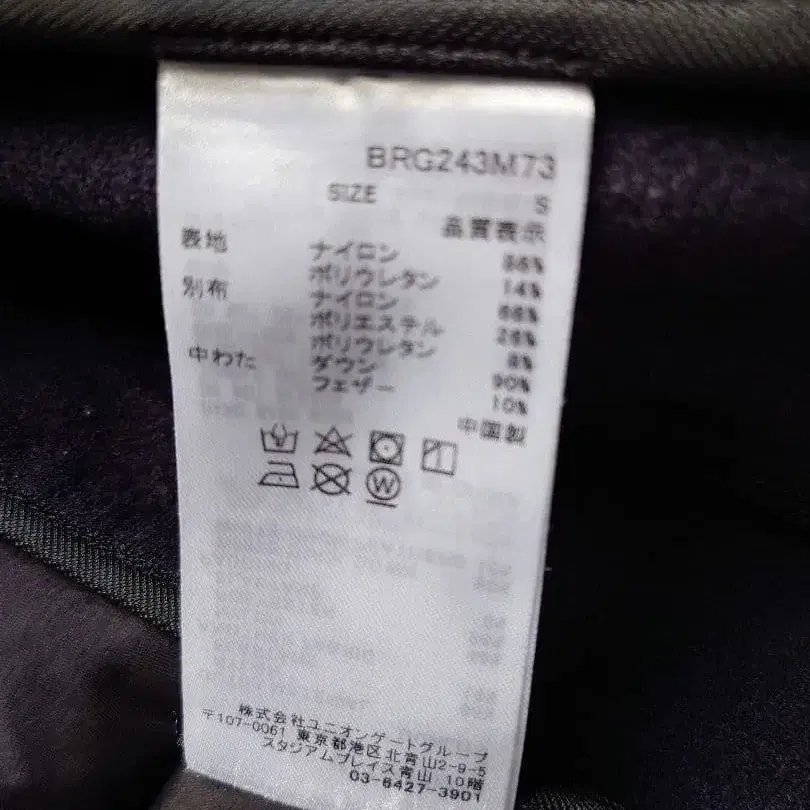 BRG243M73
SIZE S
品質表示
表地 ナイロン 86%
ポリウレタン 14%
別布 ナイロン 66%
ポリエステル 26%
ポリウレタン 8%
中わた ダウン 90%
フェザー 10%
中国製
W
株式会社ユニオンゲートグループ
〒107-0061 東京都港区北青山2-9-5
スタジアムプレイス青山 10階
03-6427-3901